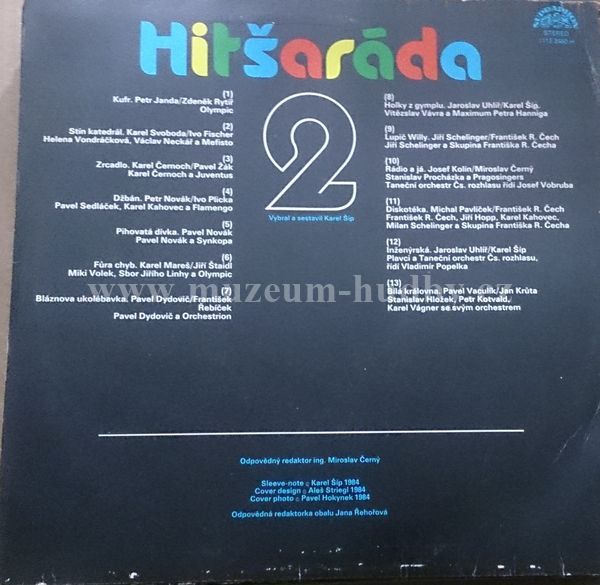 Hitšaráda
SUPRAPHON
STEREO
2
Vybral a sestavil Karel Šíp
(1)
Kufr. Petr Janda/Zdeněk Rytíř
Olympic
(2)
Stín katedrál. Karel Svoboda/Ivo Fischer
Helena Vondráčková, Václav Neckář a Mefisto
(3)
Zrcadlo. Karel Černoch/Pavel Žák
Karel Černoch a Juventus
(4)
Džbán. Petr Novák/Ivo Plicka
Pavel Sedláček, Karel Kahovec a Flamengo
(5)
Pihovatá dívka. Pavel Novák
Pavel Novák a Synkopa
(6)
Fůra chyb. Karel Mareš/Jiří Štaidl
Miki Volek, Sbor Jiřího Linhy a Olympic
(7)
Bláznova ukolébavka. Pavel Dydovič/František
Řebíček
Pavel Dydovič a Orchestrion
(8)
Holky z gymplu. Jaroslav Uhlíř/Karel Šíp.
Vítězslav Vávra a Maximum Petra Hanniga
(9)
Lupič Willy. Jiří Schelinger/František R. Čech
Jiří Schelinger a Skupina Františka R. Čecha
(10)
Rádio a já. Josef Kolín/Miroslav Černý
Stanislav Procházka a Pragosingers
Taneční orchestr Čs. rozhlasu řídí Josef Vobruba
(11)
Diskotéka. Michal Pavlíček/František R. Čech
František R. Čech, Jiří Hopp, Karel Kahovec,
Milan Schelinger a Skupina Františka R. Čecha
(12)
Inženýrská. Jaroslav Uhlíř/Karel Šíp
Plavci a Taneční orchestr Čs. rozhlasu,
řídí Vladimír Popelka
(13)
Bílá královna. Pavel Vaculík/Jan Krůta
Stanislav Hložek, Petr Kotvald,
Karel Vágner se svým orchestrem
www.muzeum-hudby.cz
Odpovědný redaktor ing. Miroslav Černý
Sleeve-note © Karel Šíp 1984
Cover design © Aleš Striegl 1984
Cover photo © Pavel Hokynek 1984
Odpovědná redaktorka obalu Jana Řehořová